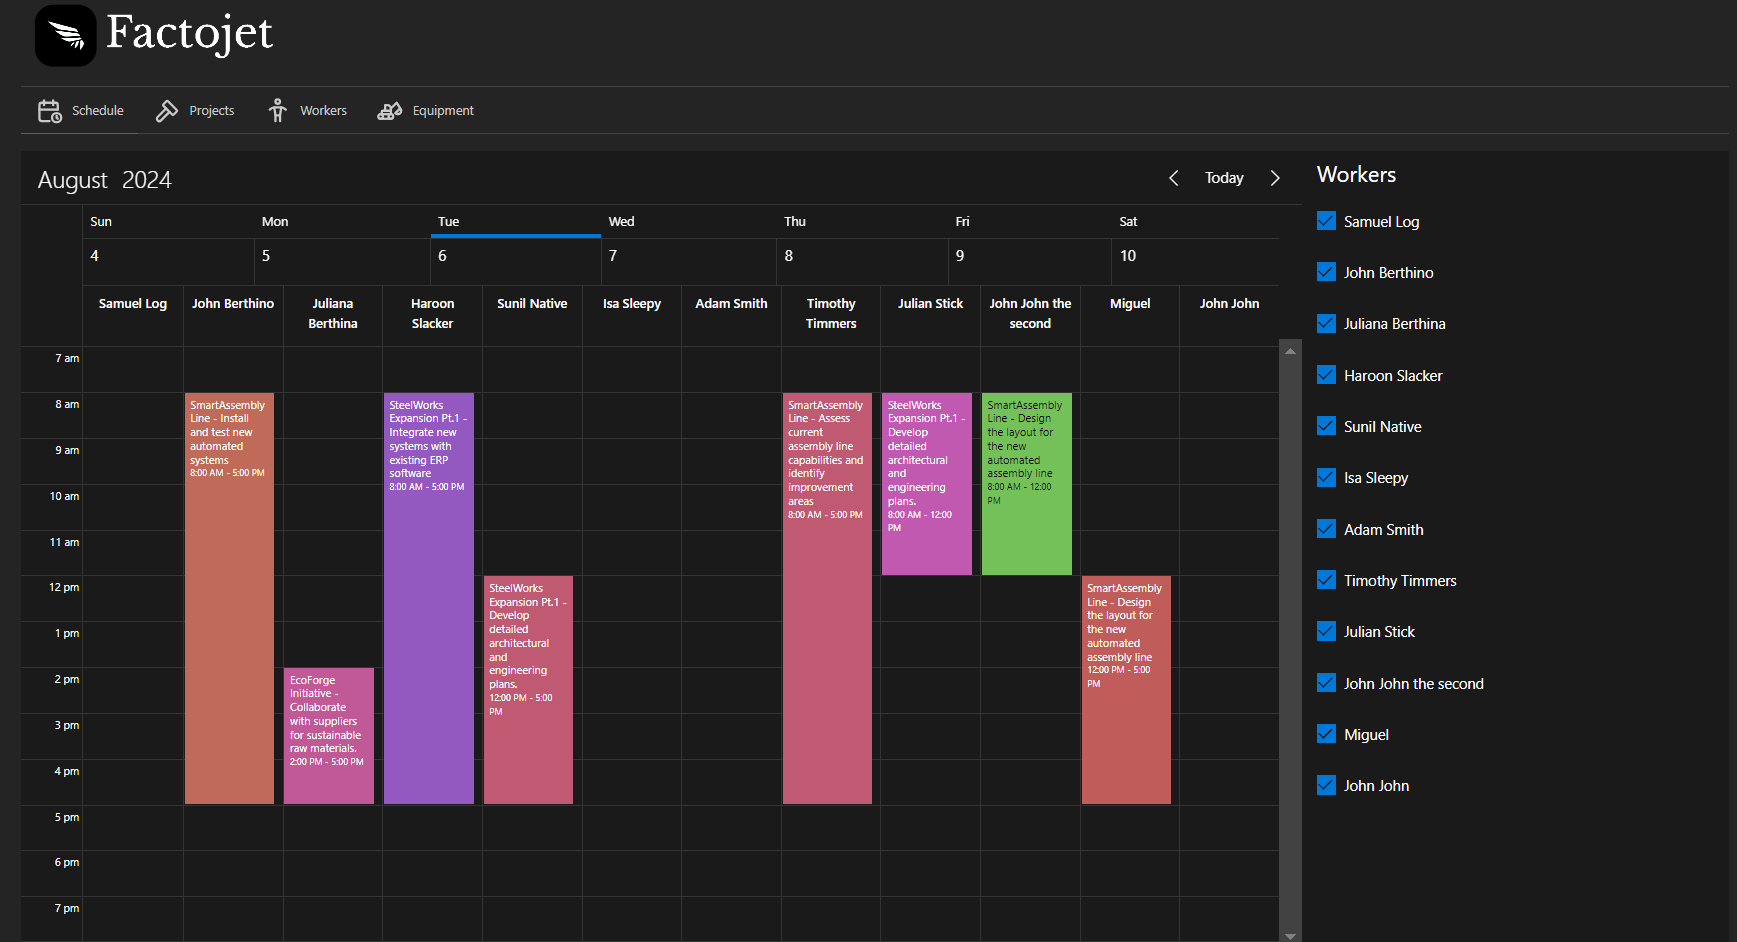 Factojet
Schedule Projects Workers Equipment
August 2024
Today
Sun Mon Tue Wed Thu Fri Sat
4 5 6 7 8 9 10
Samuel Log
John Berthino
Juliana
Berthina
Haroon
Slacker
Sunil Native
Isa Sleepy
Adam Smith
Timothy
Timmers
Julian Stick
John John the
second
Miguel
John John
7 am
8 am
9 am
10 am
11 am
12 pm
1 pm
2 pm
3 pm
4 pm
5 pm
6 pm
7 pm
SmartAssembly
Line - Install
and test new
automated
systems
8:00 AM - 5:00 PM
EcoForge
Initiative -
Collaborate
with suppliers
for sustainable
raw materials.
2:00 PM - 5:00 PM
SteelWorks
Expansion Pt.1 -
Integrate new
systems with
existing ERP
software
8:00 AM - 5:00 PM
SteelWorks
Expansion Pt.1 -
Develop
detailed
architectural
and
engineering
plans.
12:00 PM - 5:00
PM
SmartAssembly
Line - Assess
current
assembly line
capabilities and
identify
improvement
areas
8:00 AM - 5:00 PM
SteelWorks
Expansion Pt.1 -
Develop
detailed
architectural
and
engineering
plans.
8:00 AM - 12:00
PM
SmartAssembly
Line - Design
the layout for
the new
automated
assembly line
8:00 AM - 12:00
PM
SmartAssembly
Line - Design
the layout for
the new
automated
assembly line
12:00 PM - 5:00
PM
Workers
Samuel Log
John Berthino
Juliana Berthina
Haroon Slacker
Sunil Native
Isa Sleepy
Adam Smith
Timothy Timmers
Julian Stick
John John the second
Miguel
John John